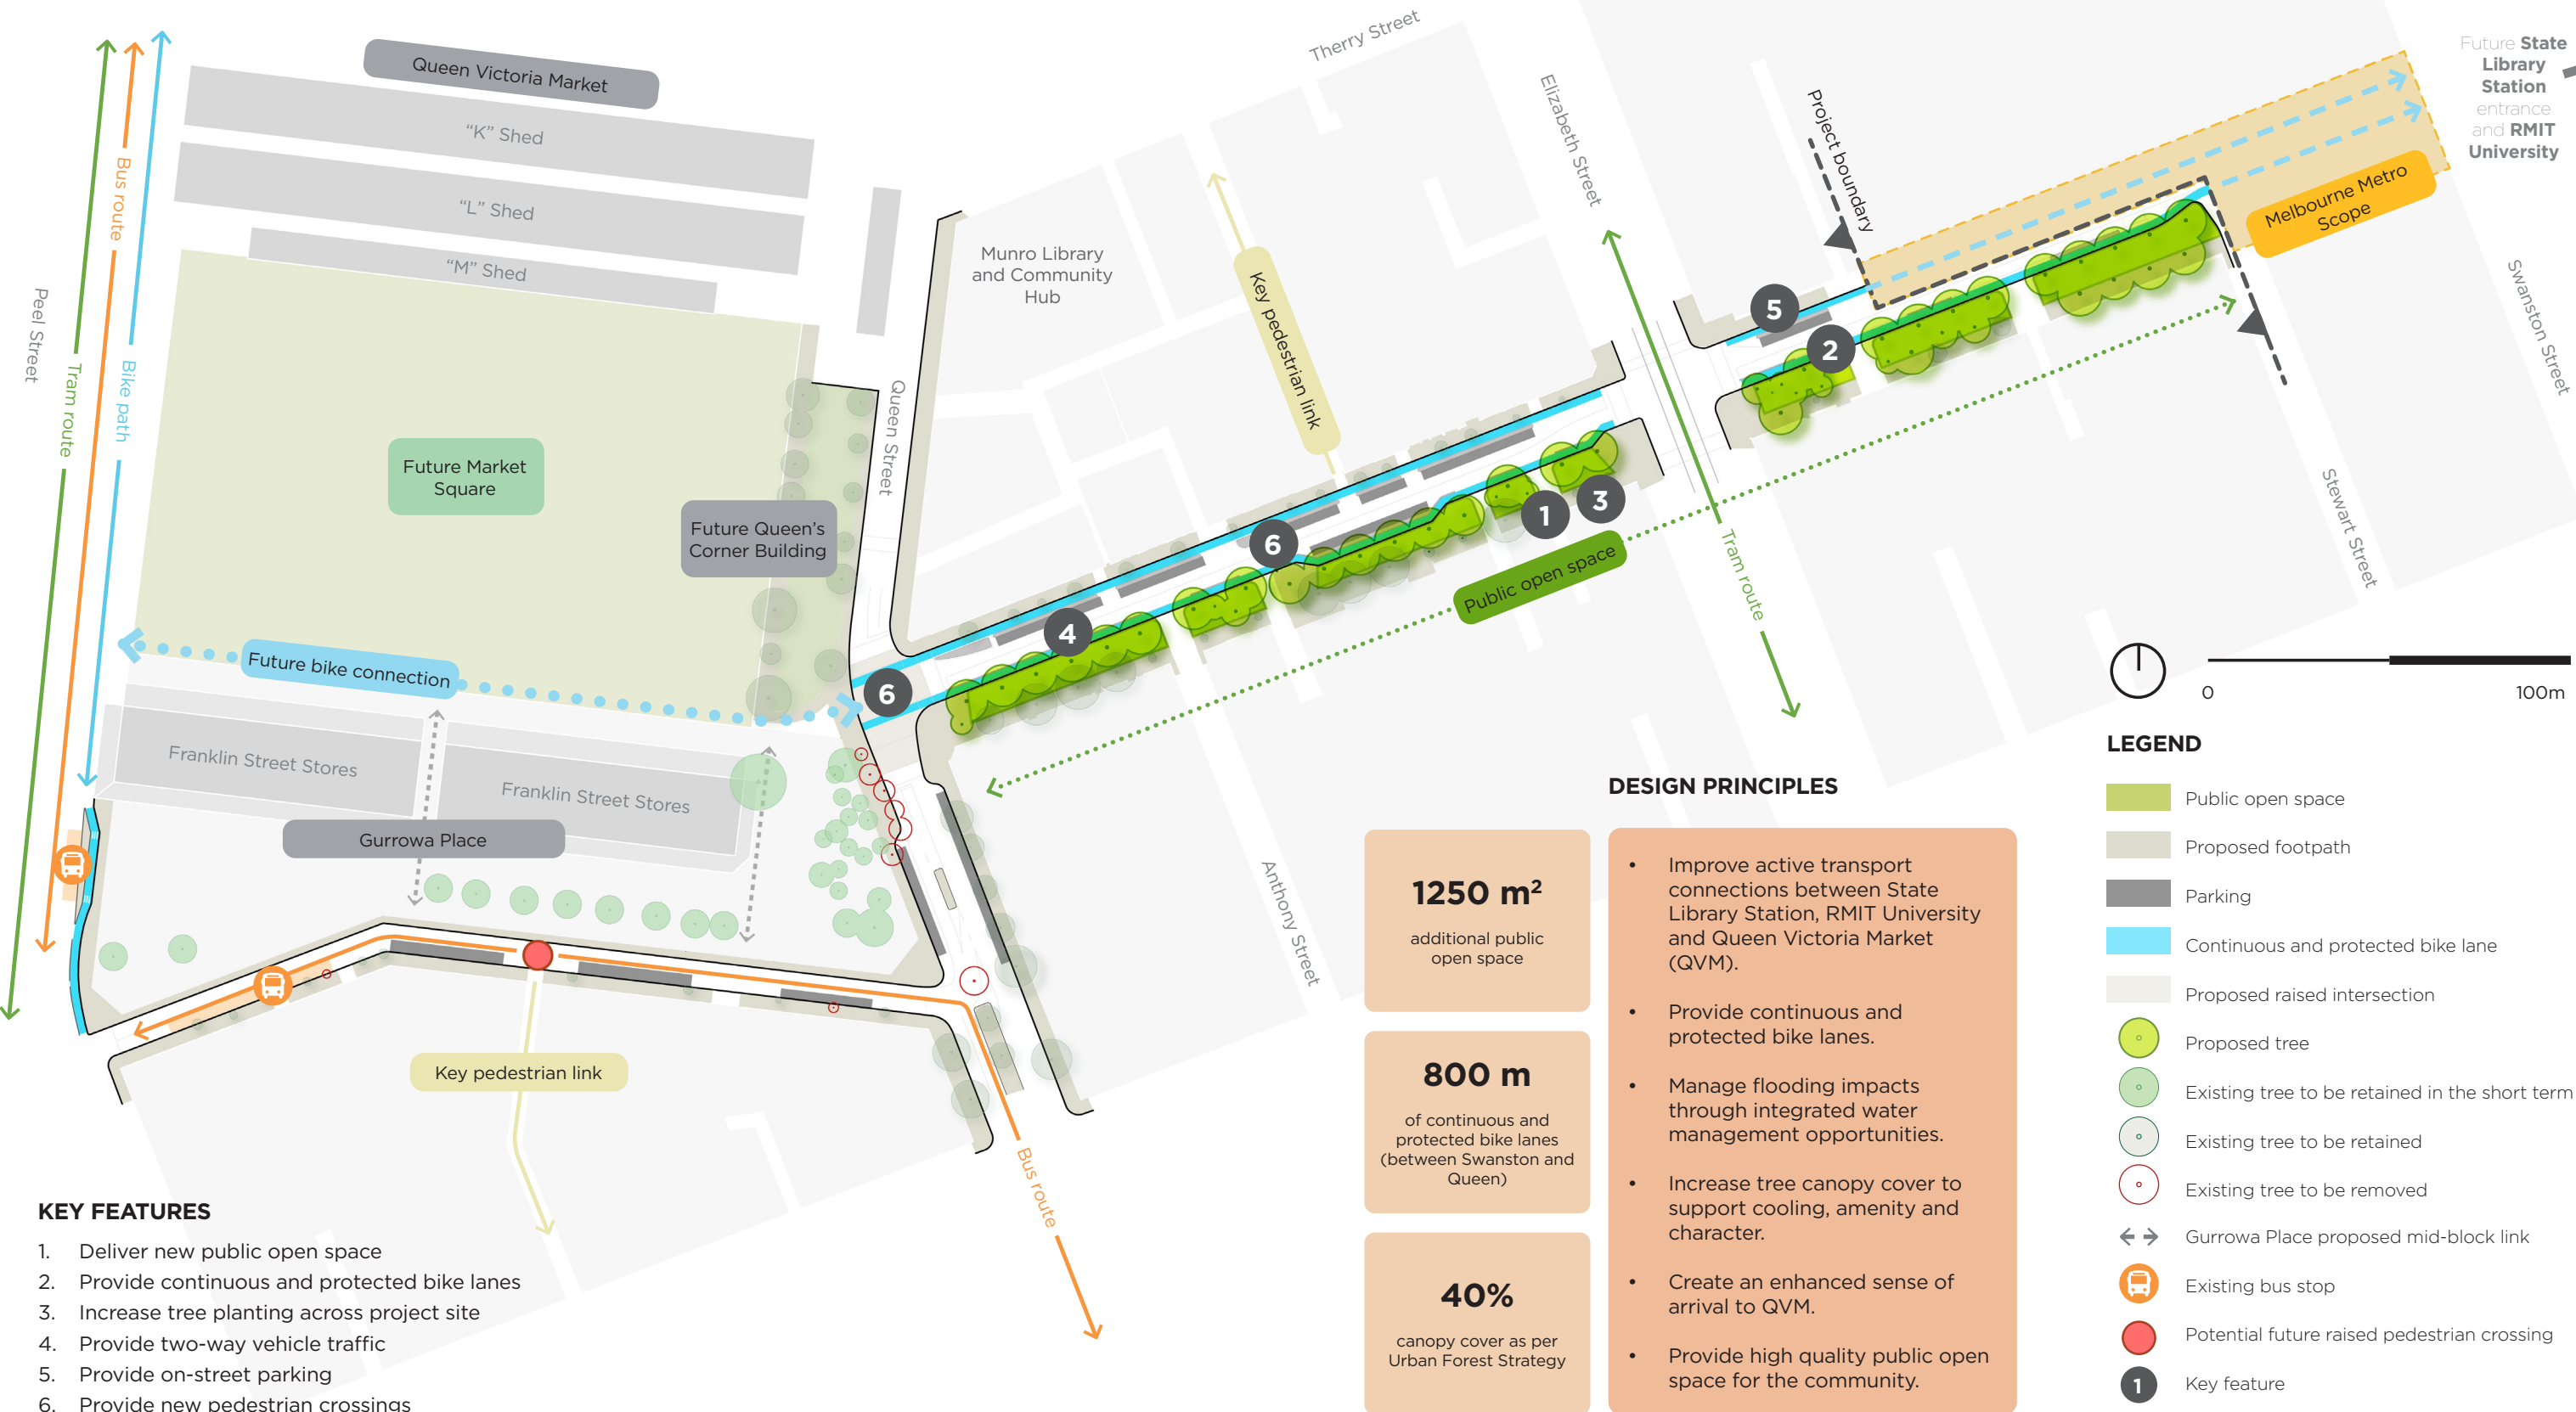 Therry Street
Future State
Library
Station
entrance
and RMIT
University
Queen Victoria Market
"K" Shed
"L" Shed
"M" Shed
Bus route
Tram route
Bike path
Peel Street
Munro Library
and Community
Hub
Elizabeth Street
Project boundary
Key pedestrian link
Melbourne Metro
Scope
Swanston Street
5
2
Future Market
Square
Queen Street
Future Queen's
Corner Building
1
3
6
4
6
Public open space
Tram route
Stewart Street
Future bike connection
Franklin Street Stores
Franklin Street Stores
Gurrowa Place
Anthony Street
Key pedestrian link
Bus route
0
100m
LEGEND
Public open space
Proposed footpath
Parking
Continuous and protected bike lane
Proposed raised intersection
Proposed tree
Existing tree to be retained in the short term
Existing tree to be retained
Existing tree to be removed
Gurrowa Place proposed mid-block link
Existing bus stop
Potential future raised pedestrian crossing
1 Key feature
DESIGN PRINCIPLES
1250 m²
additional public
open space
800 m
of continuous and
protected bike lanes
(between Swanston and
Queen)
40%
canopy cover as per
Urban Forest Strategy
• Improve active transport
connections between State
Library Station, RMIT University
and Queen Victoria Market
(QVM).
• Provide continuous and
protected bike lanes.
• Manage flooding impacts
through integrated water
management opportunities.
• Increase tree canopy cover to
support cooling, amenity and
character.
• Create an enhanced sense of
arrival to QVM.
• Provide high quality public open
space for the community.
KEY FEATURES
1. Deliver new public open space
2. Provide continuous and protected bike lanes
3. Increase tree planting across project site
4. Provide two-way vehicle traffic
5. Provide on-street parking
6. Provide new pedestrian crossings